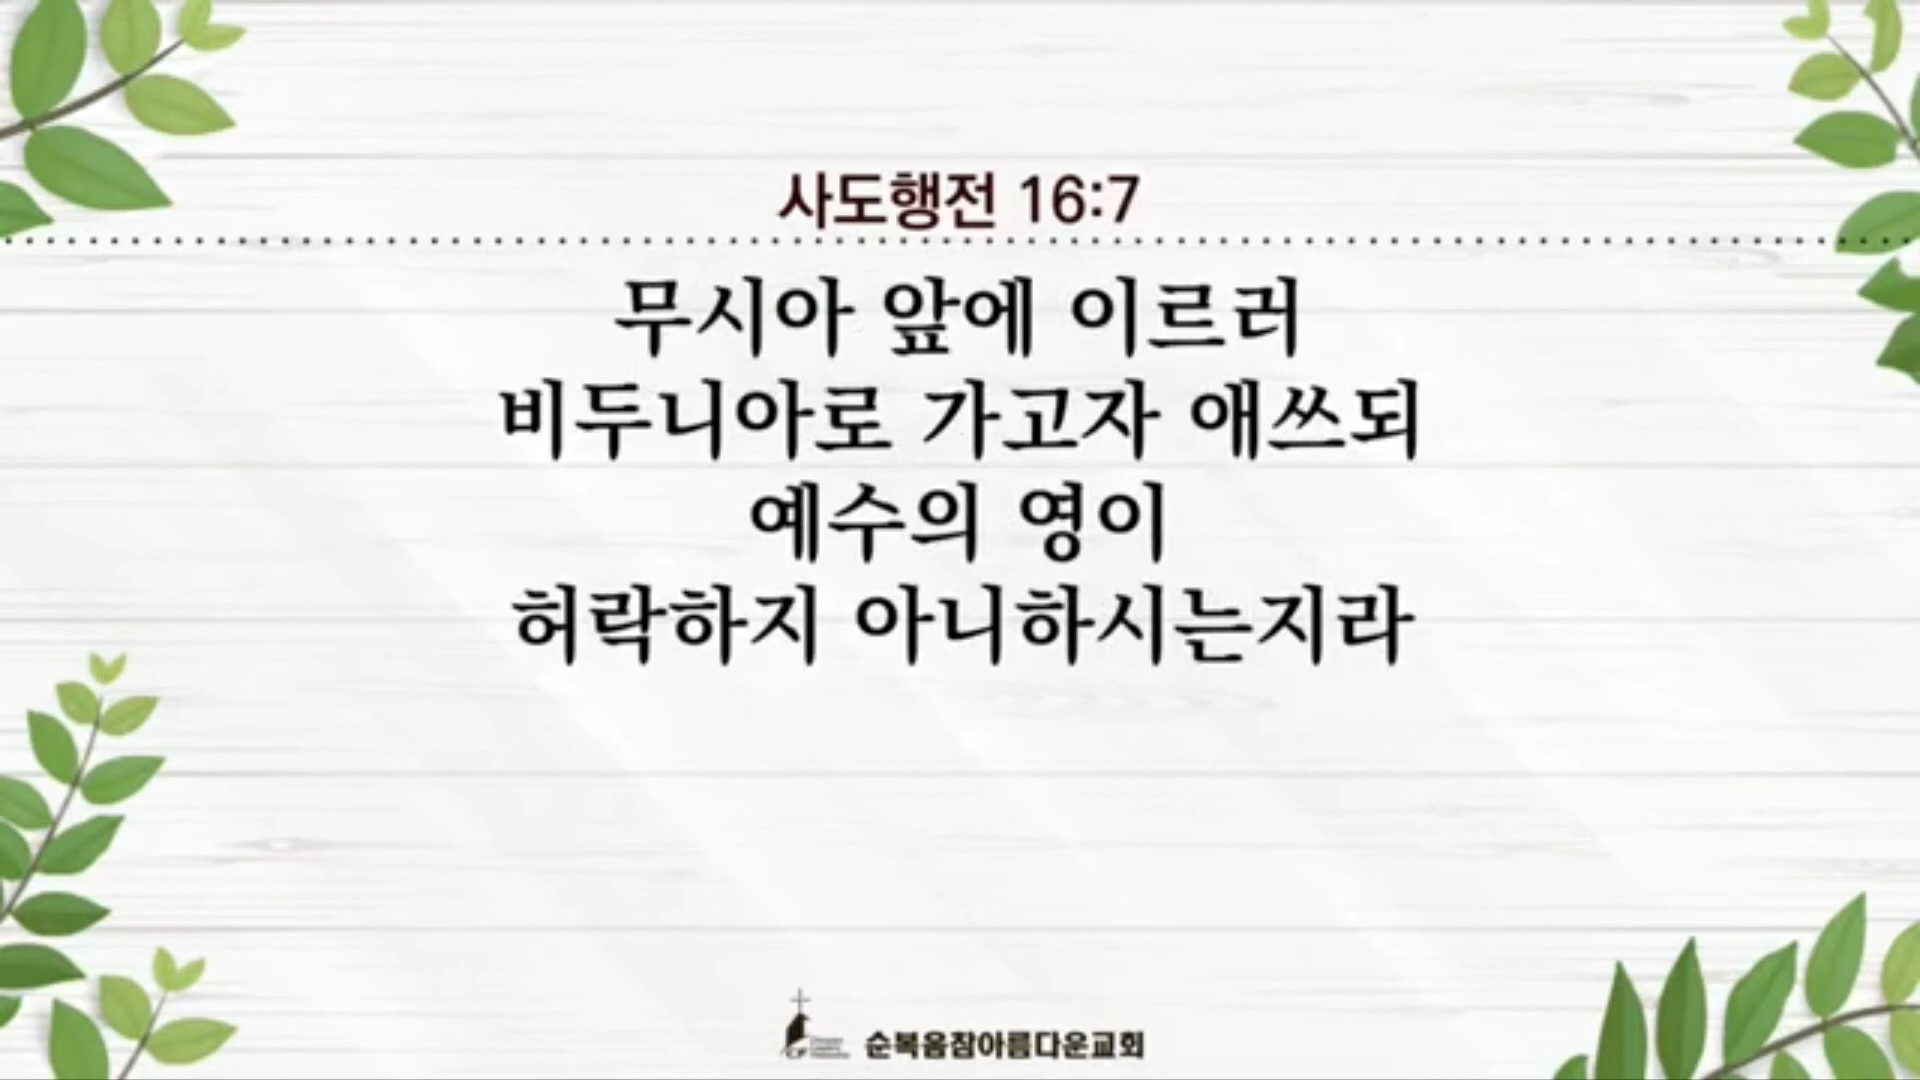 사도행전 16:7
무시아 앞에 이르러
비두니아로 가고자 애쓰되
예수의 영이
허락하지 아니하시는지라
순복음참아름다운교회